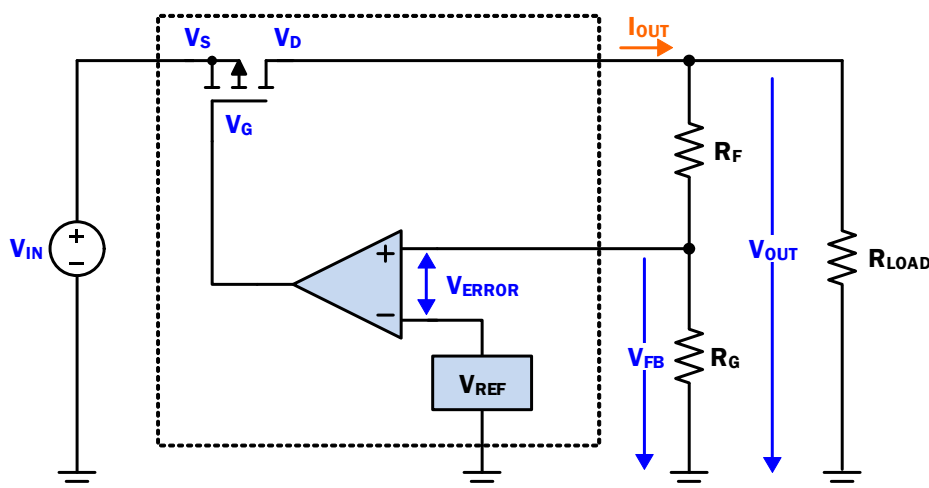 VS
VD
IOUT
VG
RF
VIN
+
−
+
−
VERROR
VOUT
RLOAD
VFB
RG
VREF